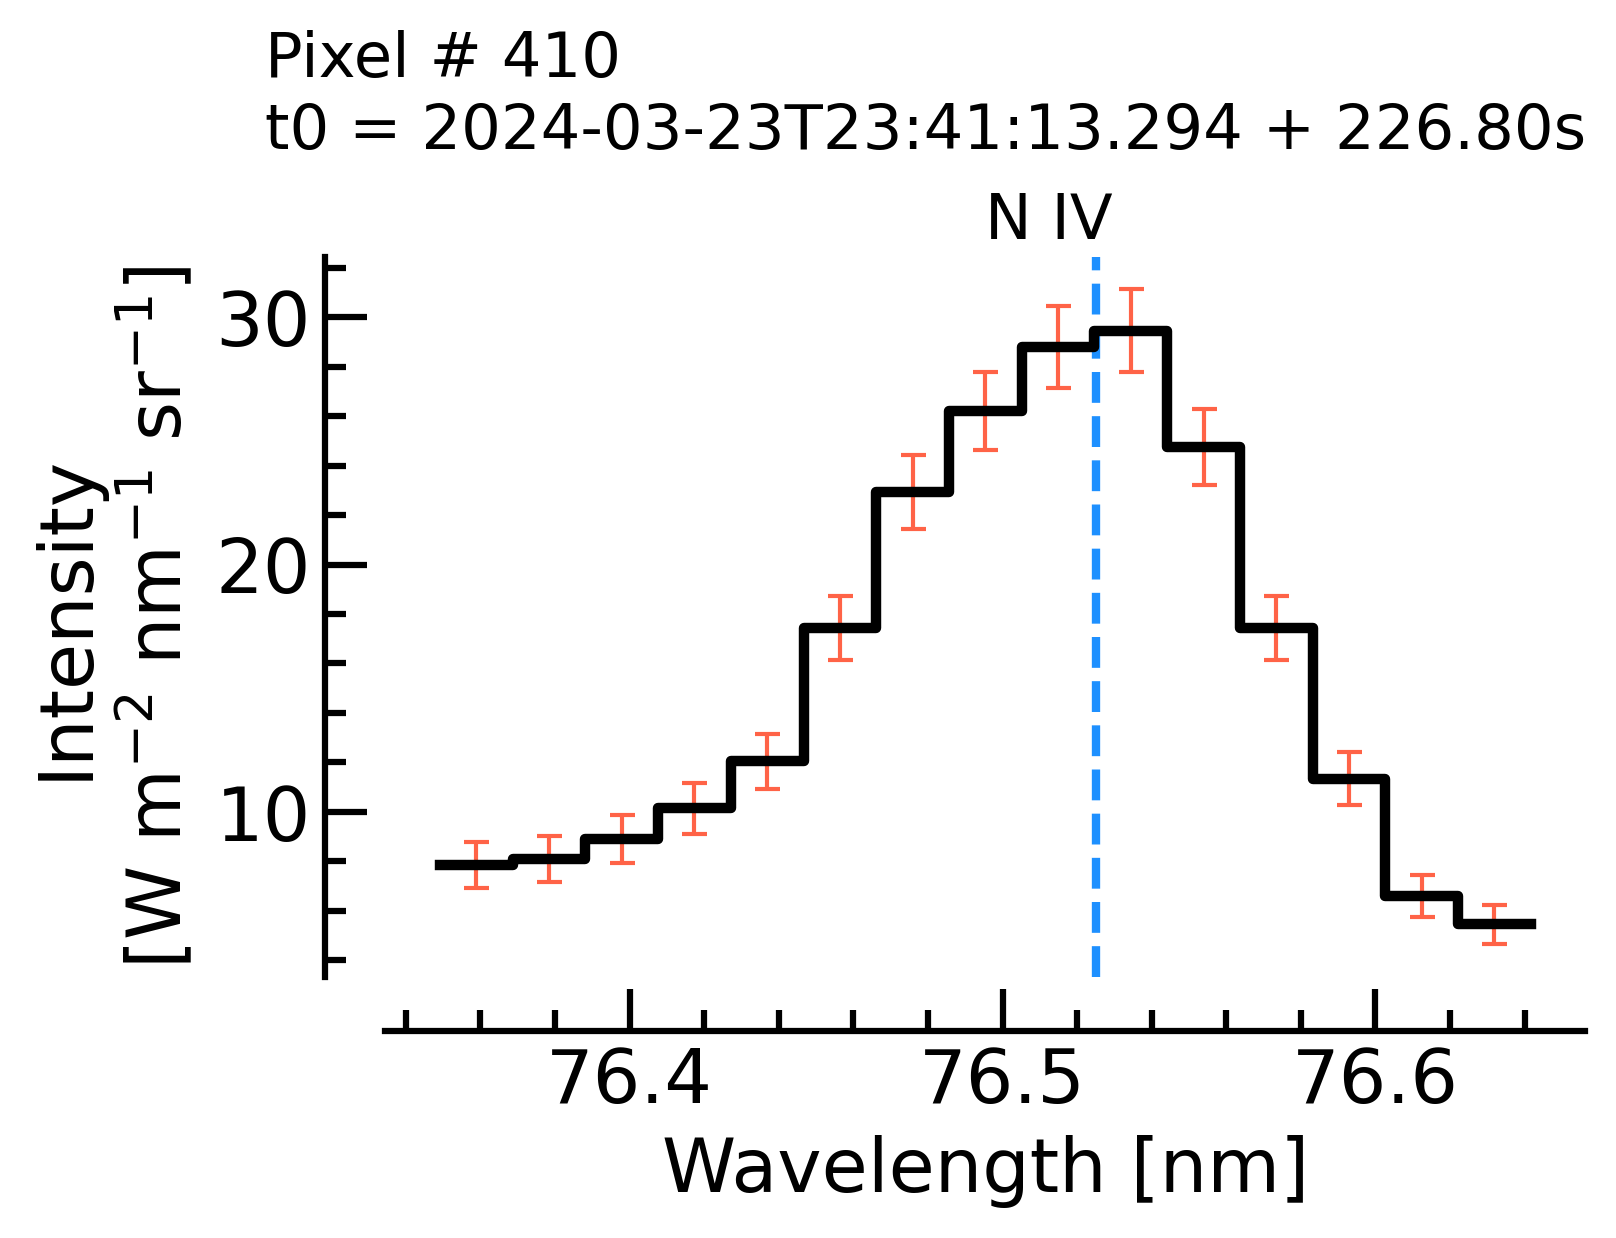 Pixel # 410
t0 = 2024-03-23T23:41:13.294 + 226.80s
N IV
Intensity
[W m⁻² nm⁻¹ sr⁻¹]
30
20
10
76.4 76.5 76.6
Wavelength [nm]